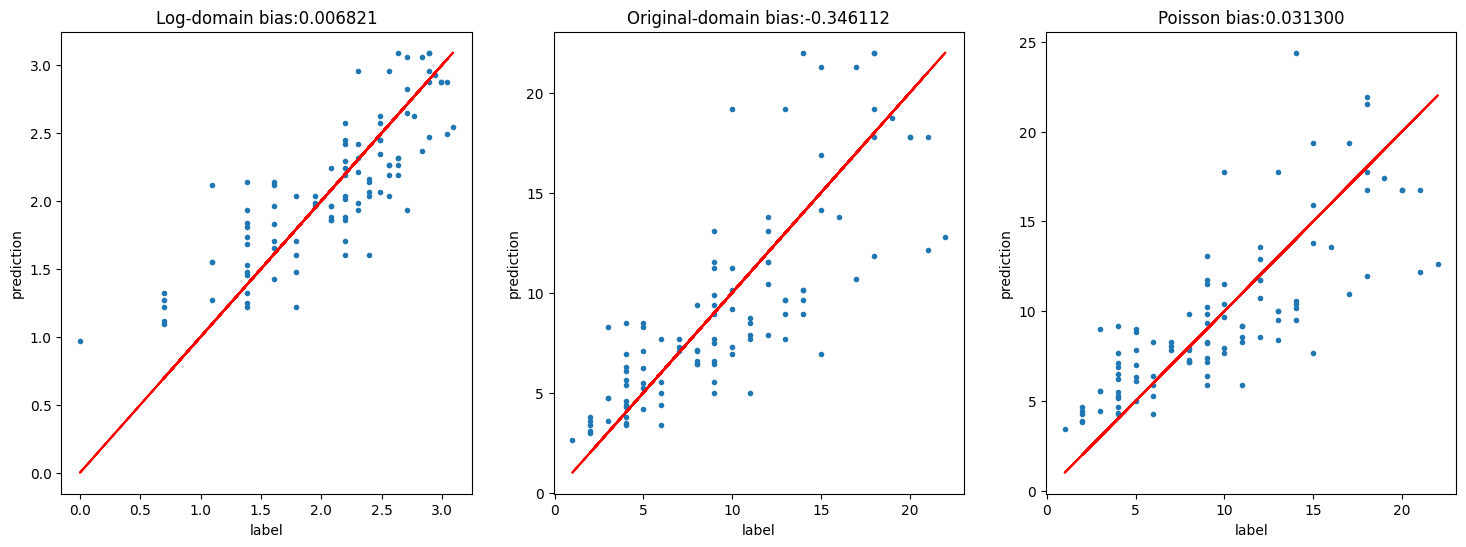 Log-domain bias:0.006821
3.0
2.5
2.0
1.5
1.0
0.5
0.0
prediction
0.0 0.5 1.0 1.5 2.0 2.5 3.0
label
Original-domain bias:-0.346112
20
15
10
5
0
prediction
0 5 10 15 20
label
Poisson bias:0.031300
25
20
15
10
5
0
prediction
0 5 10 15 20
label